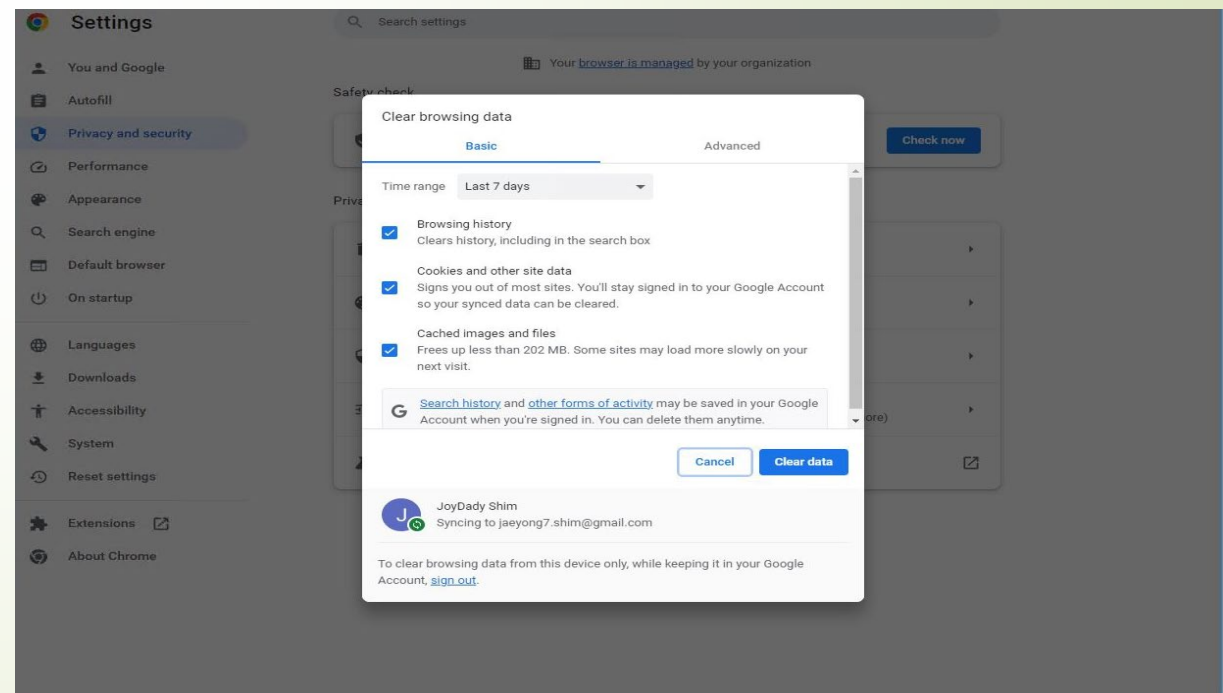 Settings
Search settings
You and Google
Autofill
Privacy and security
Performance
Appearance
Search engine
Default browser
On startup
Languages
Downloads
Accessibility
System
Reset settings
Extensions
About Chrome
Your browser is managed by your organization
Safety check
Check now
Clear browsing data
Basic
Advanced
Time range
Last 7 days
Browsing history
Clears history, including in the search box
Cookies and other site data
Signs you out of most sites. You'll stay signed in to your Google Account
so your synced data can be cleared.
Cached images and files
Frees up less than 202 MB. Some sites may load more slowly on your
next visit.
G
Search history and other forms of activity may be saved in your Google
Account when you're signed in. You can delete them anytime.
Cancel
Clear data
J
JoyDady Shim
Syncing to jaeyong7.shim@gmail.com
To clear browsing data from this device only, while keeping it in your Google
Account, sign out.